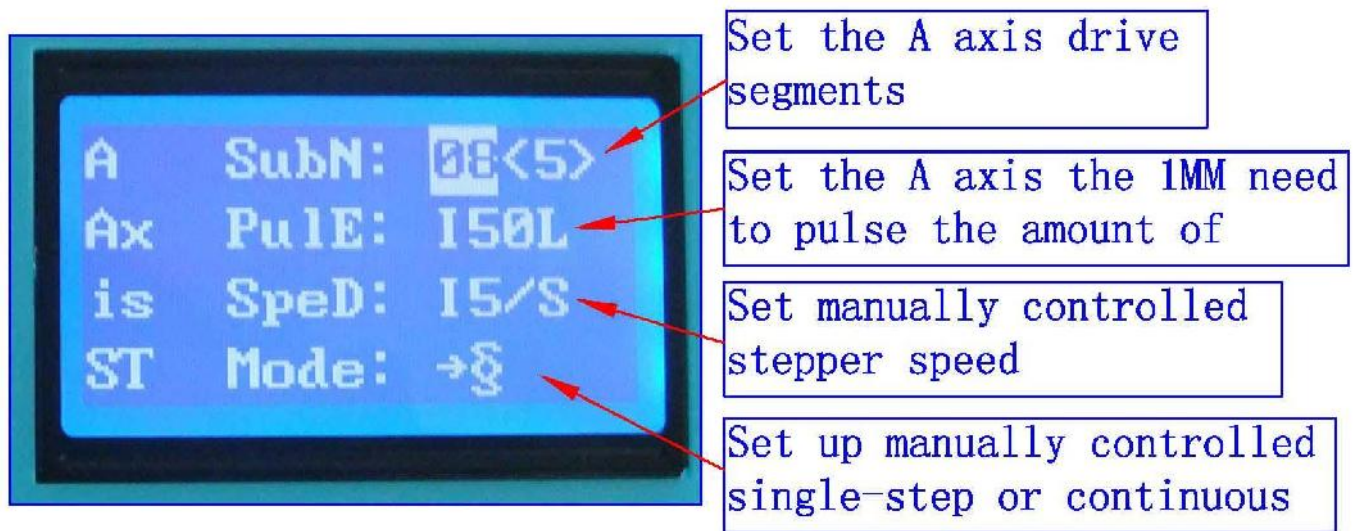 A SubN: 08<5>
Ax PulE: I50L
is SpeD: I5/S
ST Mode: →§
Set the A axis drive
segments
Set the A axis the 1MM need
to pulse the amount of
Set manually controlled
stepper speed
Set up manually controlled
single-step or continuous